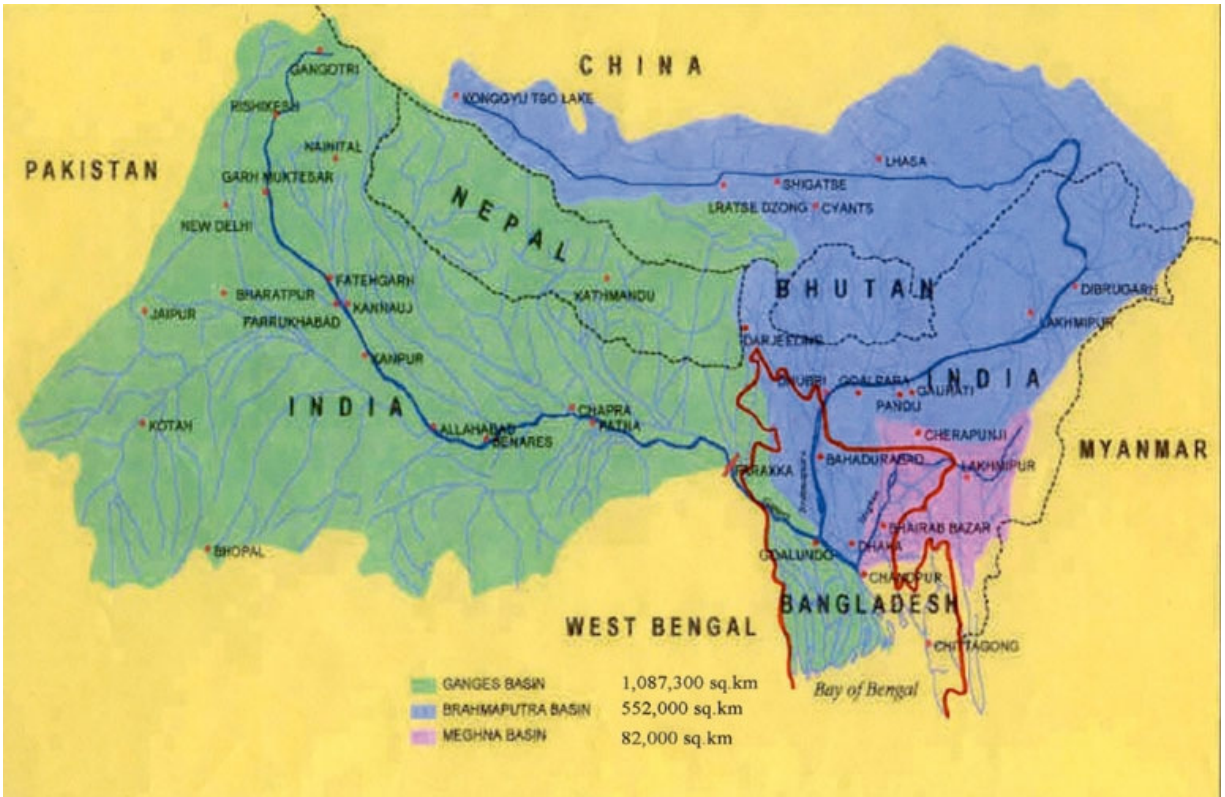 CHINA
GANGOTRI
KONGGYU TSO LAKE
RISHIKESH
PAKISTAN
NAINITAL
LHASA
GARH MUKTESAR
SHIGATSE
LRATSE DZONG
CYANTS
NEW DELHI
NEPAL
FATEHGARH
KATHMANDU
BHUTAN
DIBRUGARH
BHARATPUR
KANNAUJ
JAIPUR
FARRUKHABAD
LAKHMIPUR
DARJEELING
KANPUR
DHUBRI
GOALPARA
INDIA
GAURATI
PANDU
INDIA
CHAPRA
KOTAH
ALLAHABAD
PATNA
CHERAPUNJI
BENARES
MYANMAR
BAHADURABAD
LAKHMIPUR
FARAKKA
Brahmaputra
Meghna
BHAIRAB BAZAR
BHOPAL
GOALUNDO
DHAKA
CHANDPUR
BANGLADESH
WEST BENGAL
CHITTAGONG
GANGES BASIN 1,087,300 sq.km
Bay of Bengal
BRAHMAPUTRA BASIN 552,000 sq.km
MEGHNA BASIN 82,000 sq.km